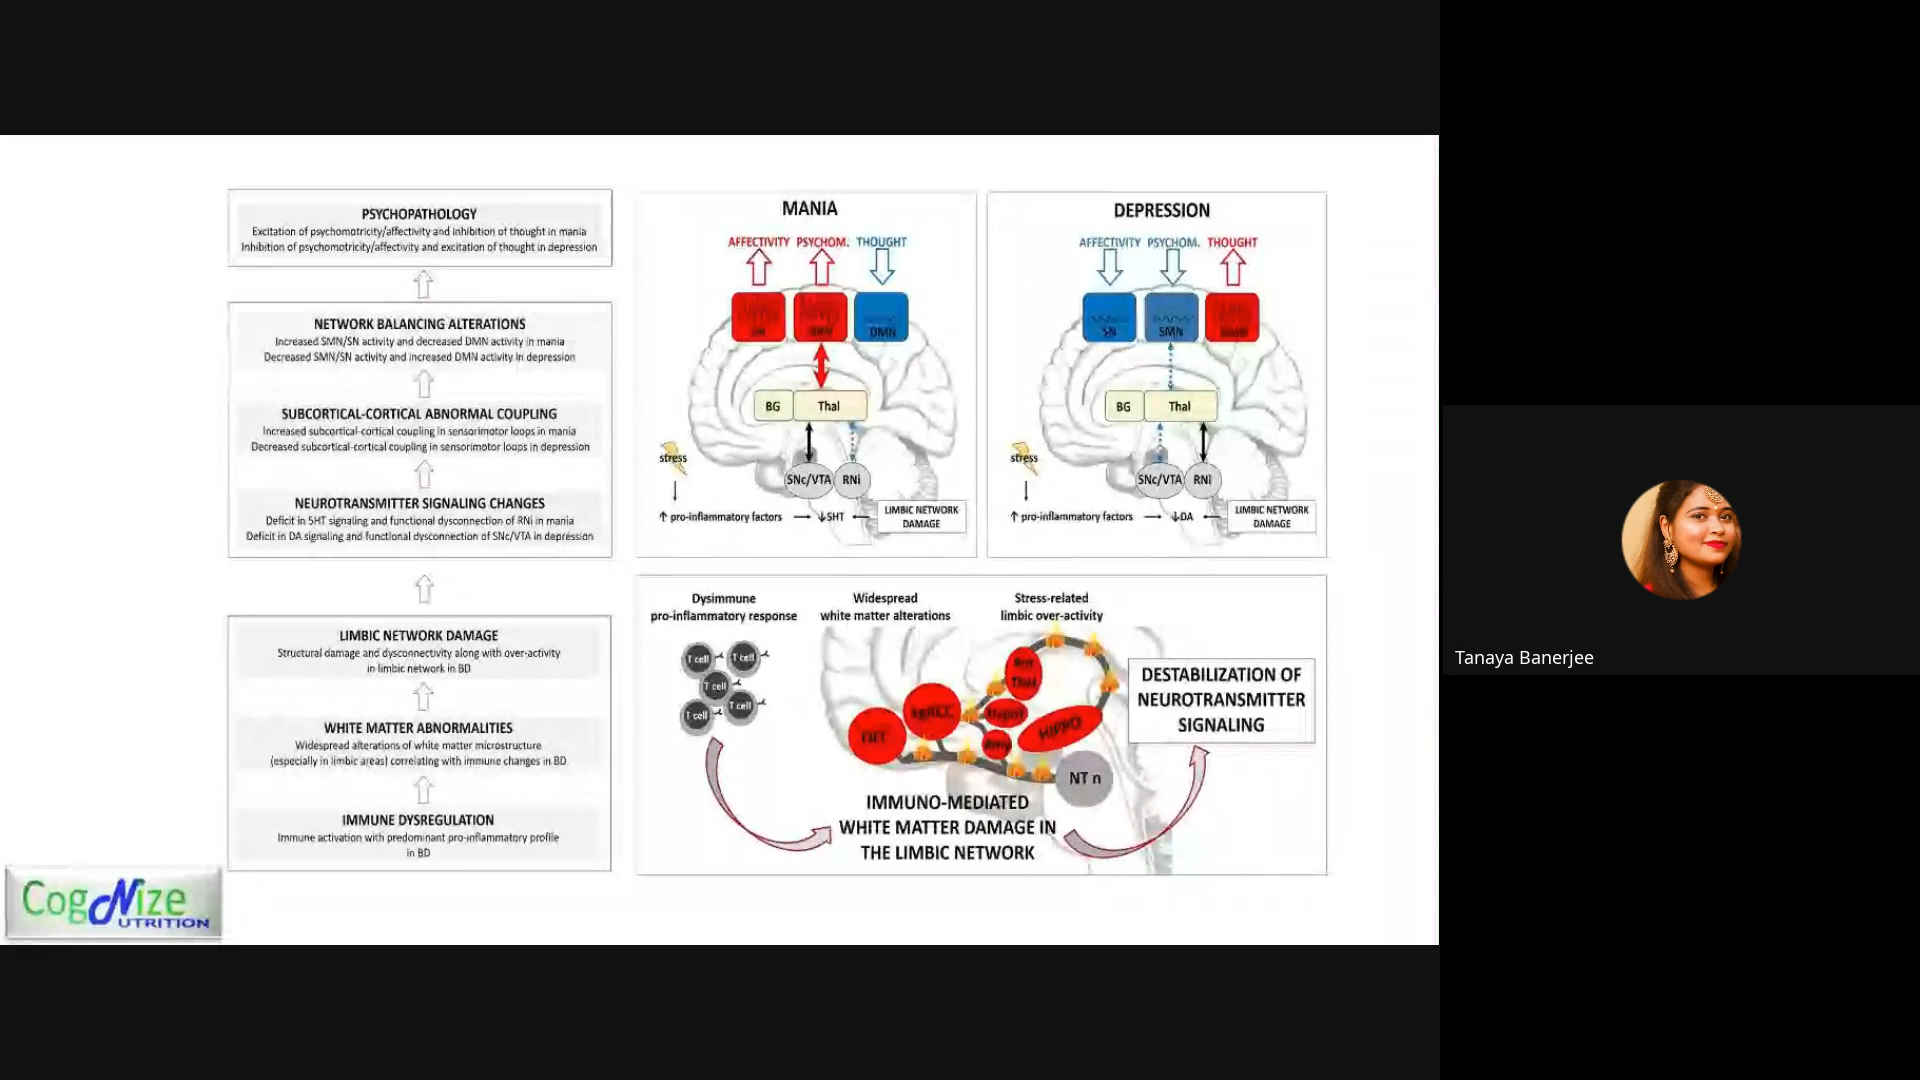 PSYCHOPATHOLOGY
Excitation of psychomotricity/affectivity and inhibition of thought in mania
Inhibition of psychomotricity/affectivity and excitation of thought in depression
NETWORK BALANCING ALTERATIONS
Increased SMN/SN activity and decreased DMN activity in mania
Decreased SMN/SN activity and increased DMN activity in depression
SUBCORTICAL-CORTICAL ABNORMAL COUPLING
Increased subcortical-cortical coupling in sensorimotor loops in mania
Decreased subcortical-cortical coupling in sensorimotor loops in depression
NEUROTRANSMITTER SIGNALING CHANGES
Deficit in 5HT signaling and functional dysconnection of RNi in mania
Deficit in DA signaling and functional dysconnection of SNc/VTA in depression
LIMBIC NETWORK DAMAGE
Structural damage and dysconnectivity along with over-activity
in limbic network in BD
WHITE MATTER ABNORMALITIES
Widespread alterations of white matter microstructure
(especially in limbic areas) correlating with immune changes in BD
IMMUNE DYSREGULATION
Immune activation with predominant pro-inflammatory profile
in BD
MANIA
AFFECTIVITY PSYCHOM. THOUGHT
DMN
BG Thal
stress
SNc/VTA RNi
↑ pro-inflammatory factors → ↓5HT ←
LIMBIC NETWORK
DAMAGE
DEPRESSION
AFFECTIVITY PSYCHOM. THOUGHT
SN SMN
BG Thal
stress
SNc/VTA RNi
↑ pro-inflammatory factors → ↓DA ←
LIMBIC NETWORK
DAMAGE
Dysimmune
pro-inflammatory response
Widespread
white matter alterations
Stress-related
limbic over-activity
T cell T cell
T cell
T cell T cell
sgACC
Thal
Amy
HIPPO
NT n
IMMUNO-MEDIATED
WHITE MATTER DAMAGE IN
THE LIMBIC NETWORK
DESTABILIZATION OF
NEUROTRANSMITTER
SIGNALING
CogNize
NUTRITION
Tanaya Banerjee